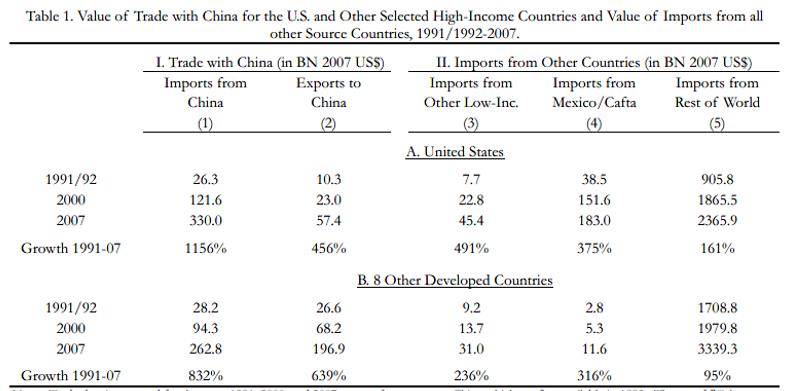 Table 1. Value of Trade with China for the U.S. and Other Selected High-Income Countries and Value of Imports from all
other Source Countries, 1991/1992-2007.
I. Trade with China (in BN 2007 US$) II. Imports from Other Countries (in BN 2007 US$)
Imports from Exports to Imports from Imports from Imports from
China China Other Low-Inc. Mexico/Cafta Rest of World
(1) (2) (3) (4) (5)
A. United States
1991/92 26.3 10.3 7.7 38.5 905.8
2000 121.6 23.0 22.8 151.6 1865.5
2007 330.0 57.4 45.4 183.0 2365.9
Growth 1991-07 1156% 456% 491% 375% 161%
B. 8 Other Developed Countries
1991/92 28.2 26.6 9.2 2.8 1708.8
2000 94.3 68.2 13.7 5.3 1979.8
2007 262.8 196.9 31.0 11.6 3339.3
Growth 1991-07 832% 639% 236% 316% 95%